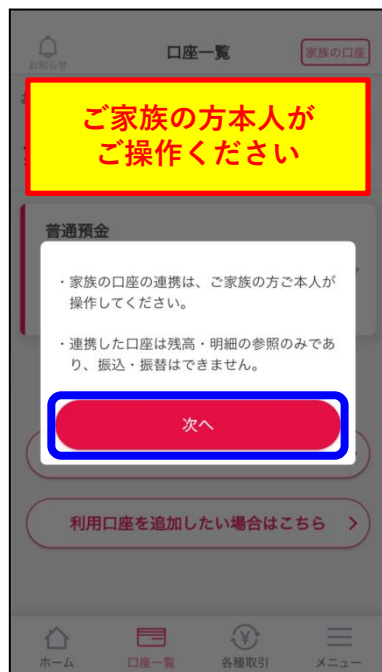 お知らせ
口座一覧
家族の口座
ご家族の方本人が
ご操作ください
普通預金
・家族の口座の連携は、ご家族の方ご本人が
操作してください。
・連携した口座は残高・明細の参照のみであ
り、振込・振替はできません。
次へ
利用口座を追加したい場合はこちら
ホーム
口座一覧
各種取引
メニュー